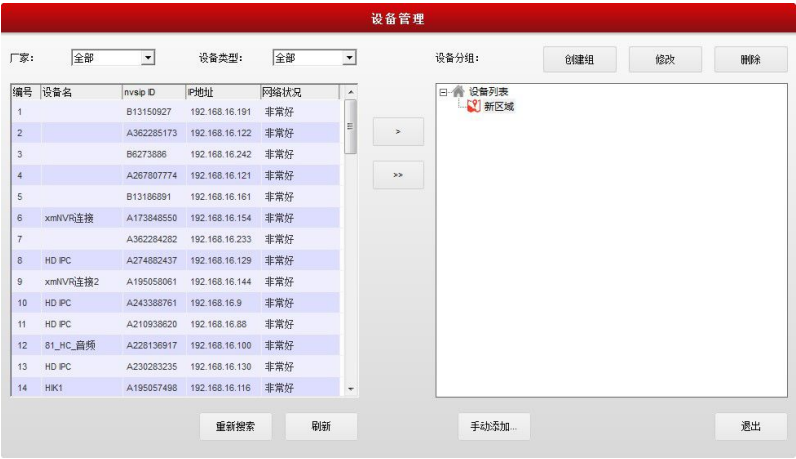 设备管理
厂家: 全部 设备类型: 全部 设备分组: 创建组 修改 删除
编号 设备名 nvsip ID IP地址 网络状况
1 B13150927 192.168.16.191 非常好
2 A362285173 192.168.16.122 非常好
3 B6273886 192.168.16.242 非常好
4 A267807774 192.168.16.121 非常好
5 B13186891 192.168.16.161 非常好
6 xmNVR连接 A173848550 192.168.16.154 非常好
7 A362284282 192.168.16.233 非常好
8 HD IPC A274882437 192.168.16.129 非常好
9 xmNVR连接2 A195058061 192.168.16.144 非常好
10 HD IPC A243388761 192.168.16.9 非常好
11 HD IPC A210938620 192.168.16.88 非常好
12 81_HC_音频 A228136917 192.168.16.100 非常好
13 HD IPC A230283235 192.168.16.130 非常好
14 HIK1 A195057498 192.168.16.116 非常好
>
>>
设备列表
新区域
重新搜索 刷新 手动添加... 退出